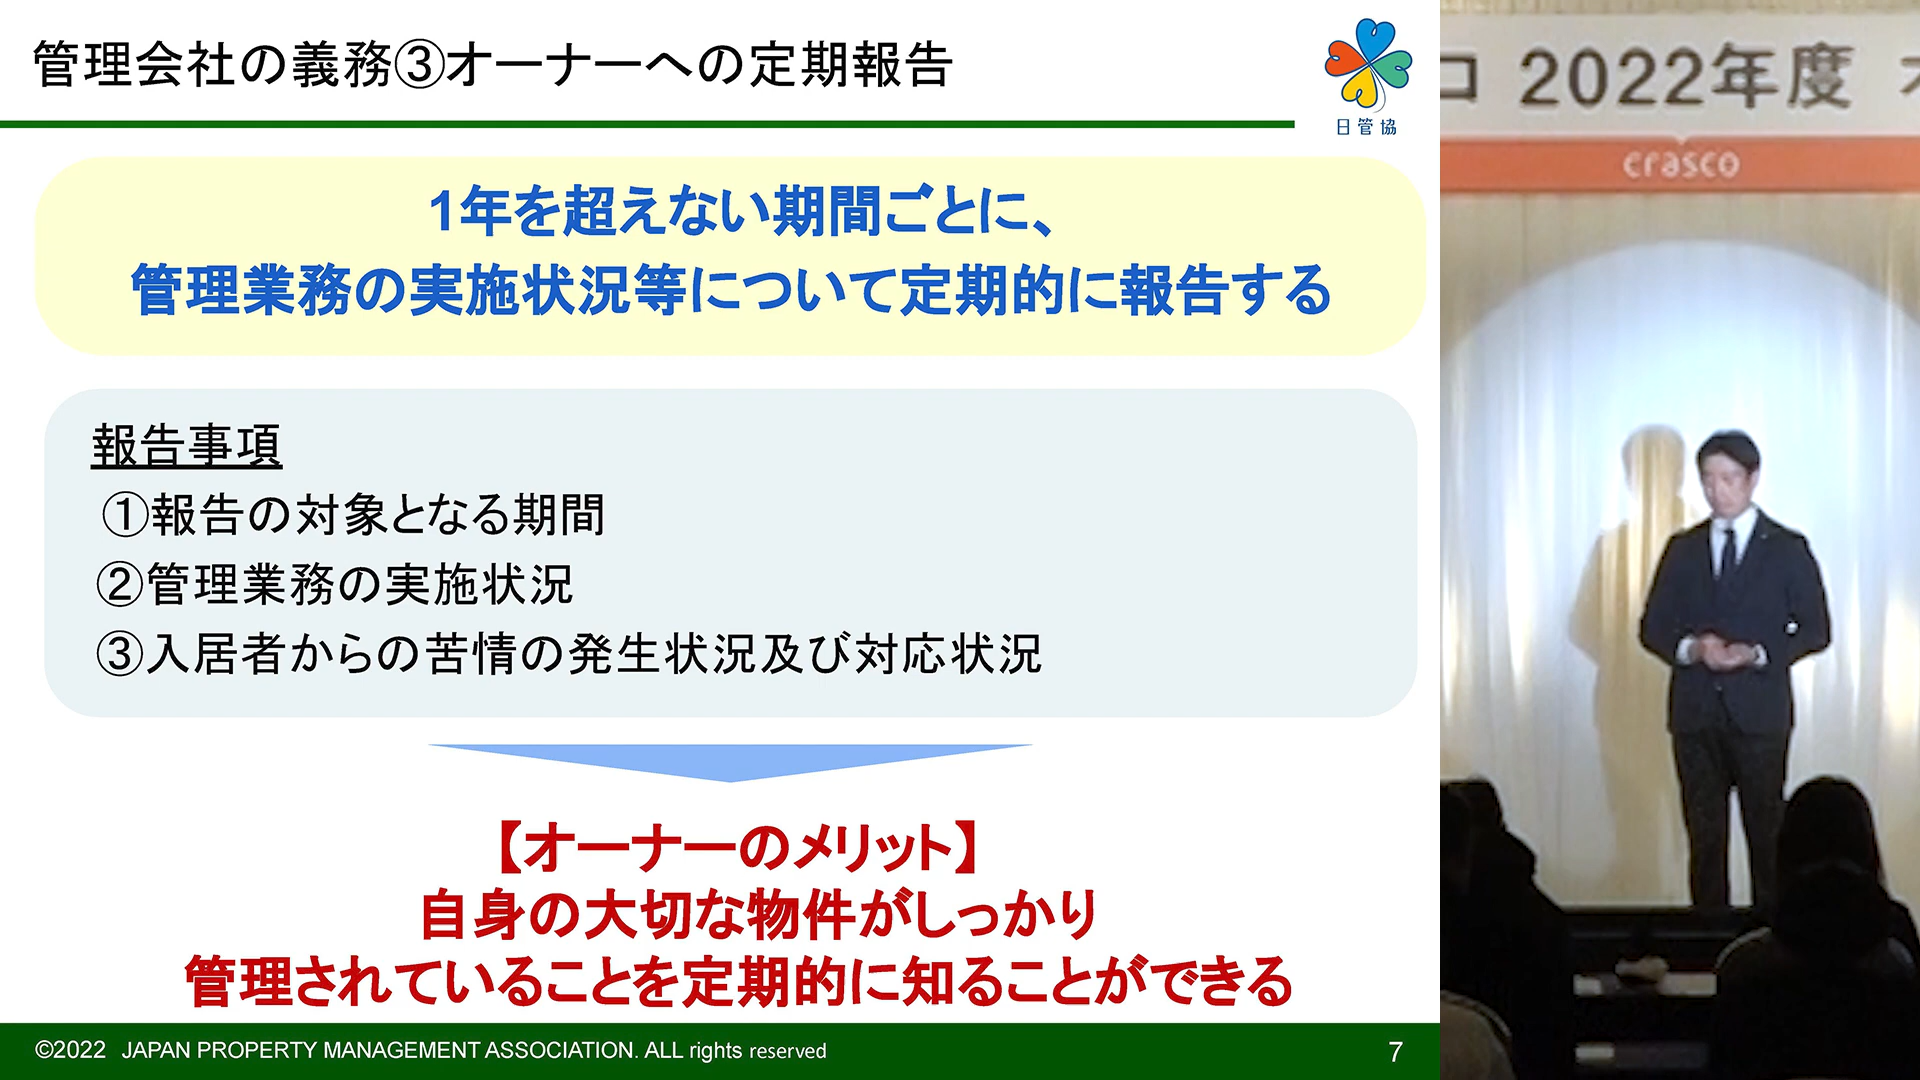 管理会社の義務③オーナーへの定期報告
日管協
1年を超えない期間ごとに、
管理業務の実施状況等について定期的に報告する
報告事項
①報告の対象となる期間
②管理業務の実施状況
③入居者からの苦情の発生状況及び対応状況
【オーナーのメリット】
自身の大切な物件がしっかり
管理されていることを定期的に知ることができる
©2022 JAPAN PROPERTY MANAGEMENT ASSOCIATION. ALL rights reserved
7
コ 2022年度 オ
crasco